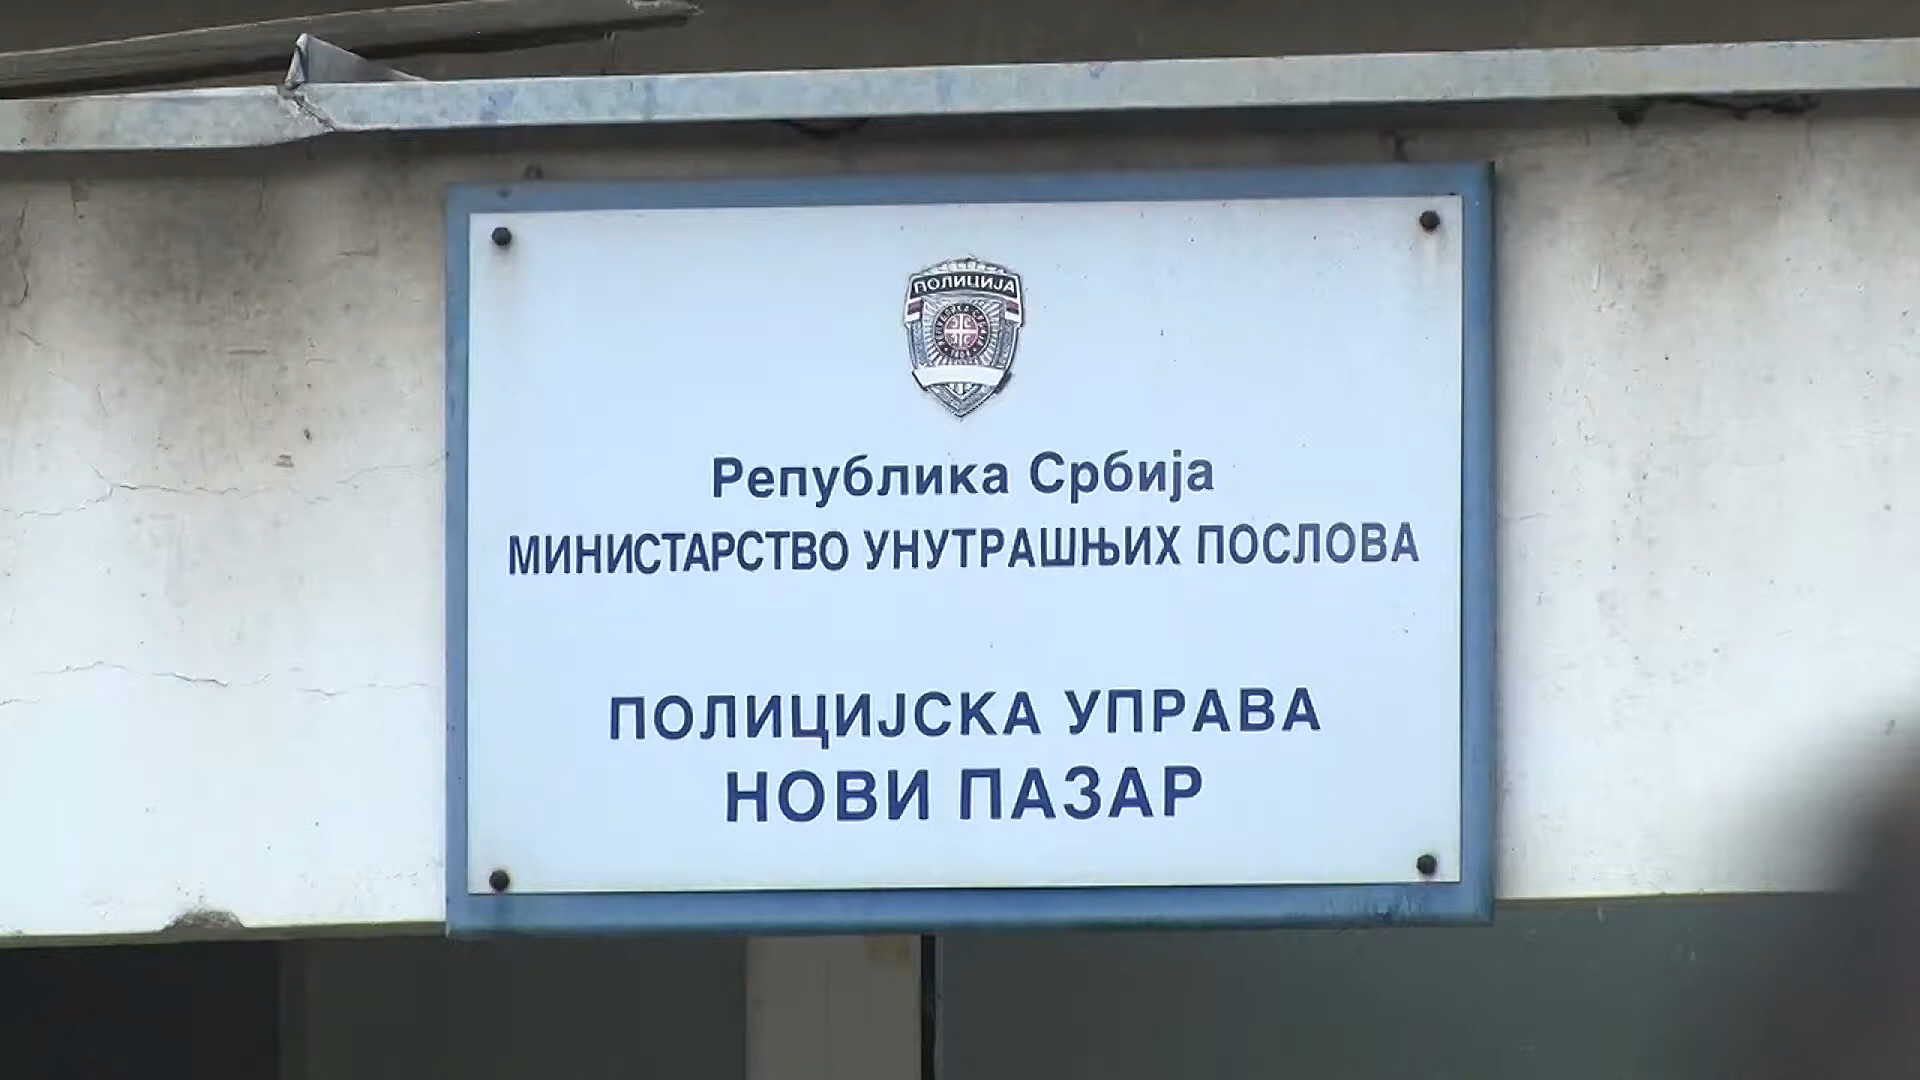 ПОЛИЦИЈА
Република Србија
МИНИСТАРСТВО УНУТРАШЊИХ ПОСЛОВА
ПОЛИЦИЈСКА УПРАВА
НОВИ ПАЗАР